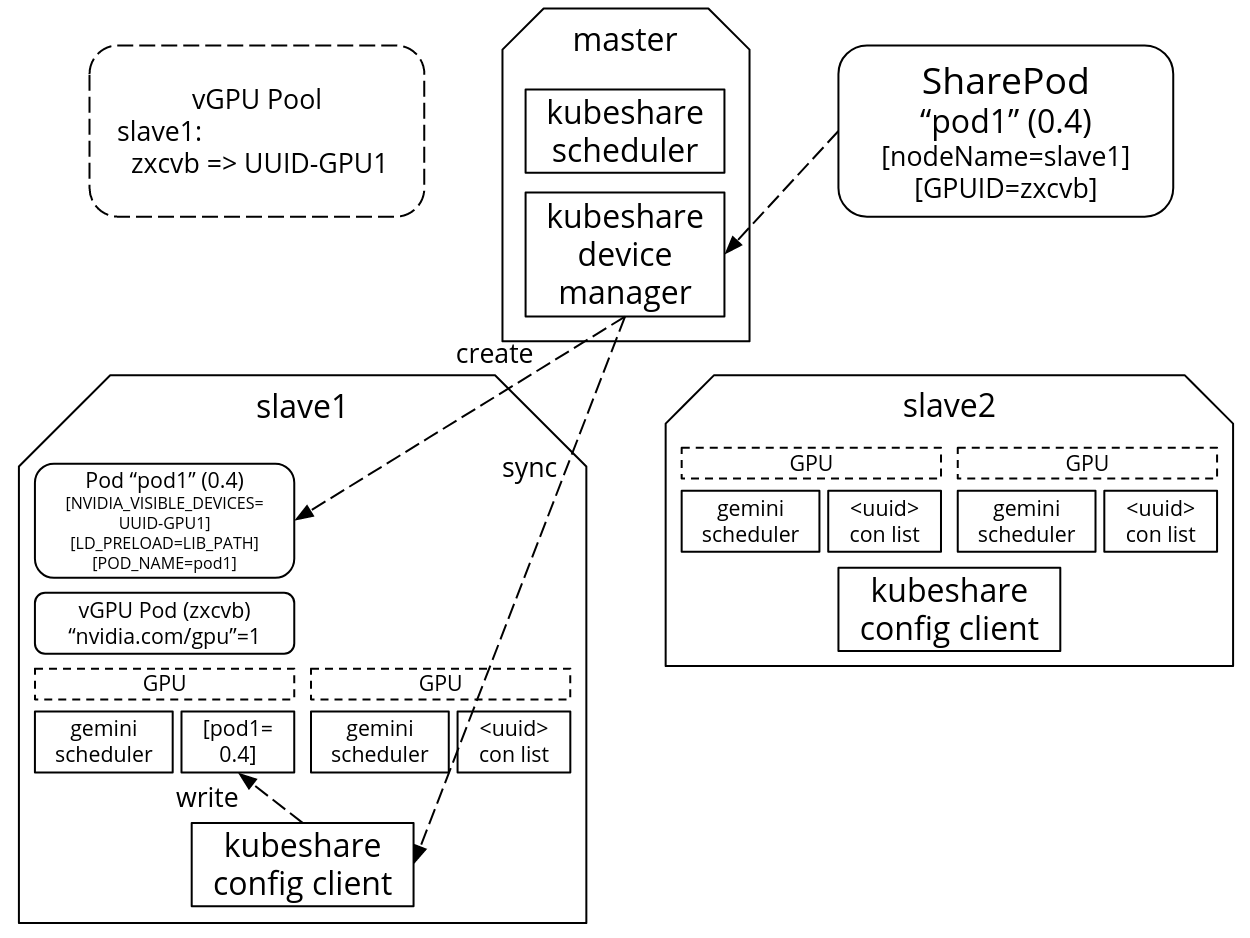 vGPU Pool
slave1:
zxcvb => UUID-GPU1
master
kubeshare
scheduler
kubeshare
device
manager
SharePod
“pod1” (0.4)
[nodeName=slave1]
[GPUID=zxcvb]
create
sync
slave1
Pod “pod1” (0.4)
[NVIDIA_VISIBLE_DEVICES=
UUID-GPU1]
[LD_PRELOAD=LIB_PATH]
[POD_NAME=pod1]
vGPU Pod (zxcvb)
“nvidia.com/gpu”=1
GPU
gemini
scheduler
[pod1=
0.4]
GPU
gemini
scheduler
<uuid>
con list
write
kubeshare
config client
slave2
GPU
gemini
scheduler
<uuid>
con list
GPU
gemini
scheduler
<uuid>
con list
kubeshare
config client